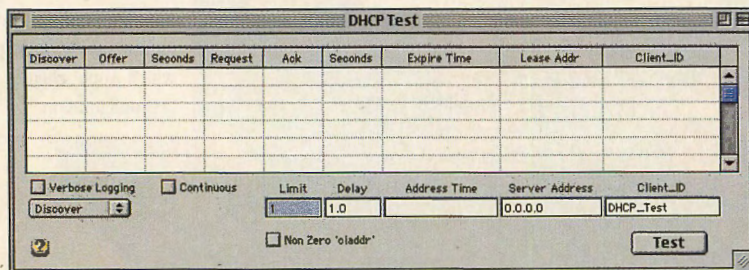 DHCP Test
Discover Offer Seconds Request Ack Seconds Expire Time Lease Addr Client_ID
Verbose Logging Continuous Limit Delay Address Time Server Address Client_ID
Discover 1 1.0 0.0.0.0 DHCP_Test
?
Non Zero 'ciaddr'
Test